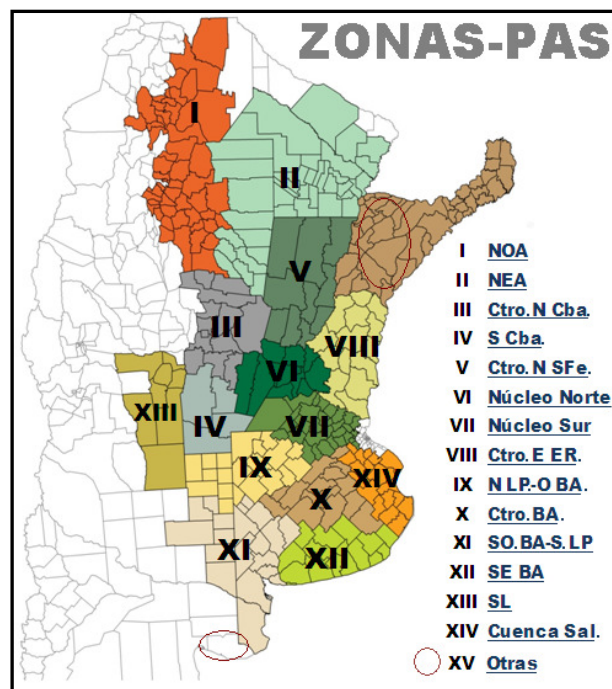 ZONAS-PAS
I
II
V
III
VIII
VI
XIII
IV
VII
IX
XIV
X
XI
XII
I NOA
II NEA
III Ctro.N Cba.
IV S Cba.
V Ctro.N SFe.
VI Núcleo Norte
VII Núcleo Sur
VIII Ctro.E ER.
IX N LP.-O BA.
X Ctro.BA.
XI SO.BA-S.LP
XII SE BA
XIII SL
XIV Cuenca Sal.
XV Otras